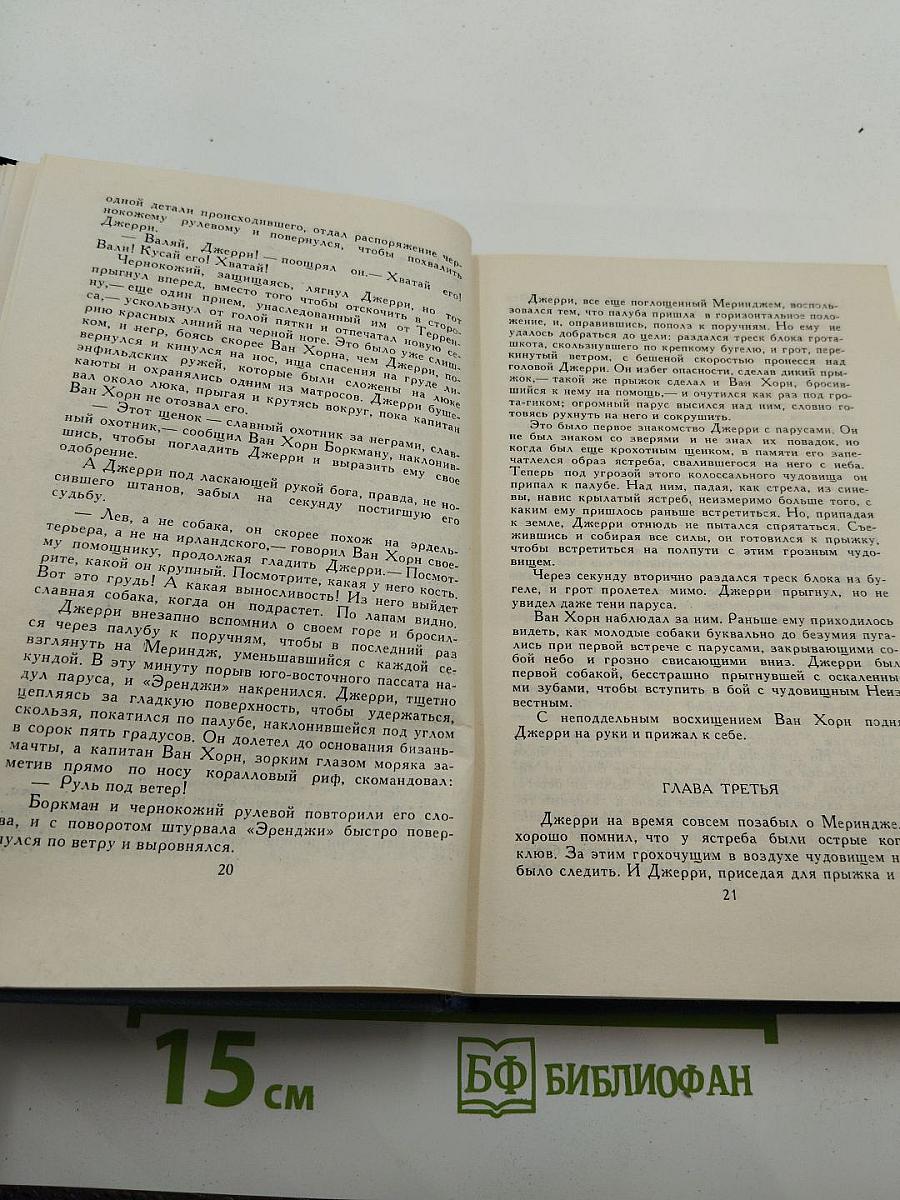 одной детали происходившего, отдал распоряжение чер-
нокожему рулевому и повернулся, чтобы похвалить
Джерри.
— Валяй, Джерри! — поощрял он.— Хватай его!
Вали! Кусай его! Хватай!
Чернокожий, защищаясь, лягнул Джерри, но тот
прыгнул вперед, вместо того чтобы отскочить в сторо-
ну,— еще один прием, унаследованный им от Террен-
са,— ускользнул от голой пятки и отпечатал новую се-
рию красных линий на черной ноге. Это было уже слиш-
ком, и негр, боясь скорее Ван Хорна, чем Джерри, по-
вернулся и кинулся на нос, ища спасения на груде ли-
энфильдских ружей, которые были сложены на люке
каюты и охранялись одним из матросов. Джерри буше-
вал около люка, прыгая и крутясь вокруг, пока капитан
Ван Хорн не отозвал его.
— Этот щенок — славный охотник за неграми, слав-
ный охотник,— сообщил Ван Хорн Боркману, наклонив-
шись, чтобы погладить Джерри и выразить ему свое
одобрение.
А Джерри под ласкающей рукой бога, правда, не но-
сившего штанов, забыл на секунду постигшую его
судьбу.
— Лев, а не собака, он скорее похож на эрдель-
терьера, а не на ирландского,— говорил Ван Хорн свое-
му помощнику, продолжая гладить Джерри.— Посмот-
рите, какой он крупный. Посмотрите, какая у него кость.
Вот это грудь! А какая выносливость! Из него выйдет
славная собака, когда он подрастет. По лапам видно.
Джерри внезапно вспомнил о своем горе и бросил-
ся через палубу к поручням, чтобы в последний раз
взглянуть на Мериндж, уменьшавшийся с каждой се-
кундой. В эту минуту порыв юго-восточного пассата на-
дул паруса, и «Эренджи» накренился. Джерри, тщетно
цепляясь за гладкую поверхность, чтобы удержаться,
скользя, покатился по палубе, наклонившейся под углом
в сорок пять градусов. Он долетел до основания бизань-
мачты, а капитан Ван Хорн, зорким глазом моряка за-
метив прямо по носу коралловый риф, скомандовал:
— Руль под ветер!
Боркман и чернокожий рулевой повторили его сло-
ва, и с поворотом штурвала «Эренджи» быстро повер-
нулся по ветру и выровнялся.
20
Джерри, все еще поглощенный Меринджем, восполь-
зовался тем, что палуба пришла в горизонтальное поло-
жение, и, оправившись, пополз к поручням. Но ему не
удалось добраться до цели: раздался треск блока грота-
шкота, скользнувшего по крепкому бугелю, и грот, пере-
кинутый ветром, с бешеной скоростью пронесся над
головой Джерри. Он избег опасности, сделав дикий пры-
жок,— такой же прыжок сделал и Ван Хорн, бросив-
шийся к нему на помощь,— и очутился как раз под гро-
та-гиком; огромный парус высился над ним, словно го-
товясь рухнуть на него и сокрушить.
Это было первое знакомство Джерри с парусами. Он
не был знаком со зверями и не знал их повадок, но
когда был еще крохотным щенком, в памяти его запе-
чатлелся образ ястреба, свалившегося на него с неба.
Теперь под угрозой этого колоссального чудовища он
припал к палубе. Над ним, падая, как стрела, из сине-
вы, навис крылатый ястреб, неизмеримо больше того, с
каким ему пришлось раньше встретиться. Но, припадая
к земле, Джерри отнюдь не пытался спрятаться. Съе-
жившись и собирая все силы, он готовился к прыжку,
чтобы встретиться на полпути с этим грозным чудо-
вищем.
Через секунду вторично раздался треск блока на бу-
геле, и грот пролетел мимо. Джерри прыгнул, но не
увидел даже тени паруса.
Ван Хорн наблюдал за ним. Раньше ему приходилось
видеть, как молодые собаки буквально до безумия пуга-
лись при первой встрече с парусами, закрывающими со-
бой небо и грозно свисающими вниз. Джерри был
первой собакой, бесстрашно прыгнувшей с оскаленны
ми зубами, чтобы вступить в бой с чудовищным Неиз
вестным.
С неподдельным восхищением Ван Хорн подня
Джерри на руки и прижал к себе.
ГЛАВА ТРЕТЬЯ
Джерри на время совсем позабыл о Меринджe.
хорошо помнил, что у ястреба были острые ког
клюв. За этим грохочущим в воздухе чудовищем н
было следить. И Джерри, приседая для прыжка и
21
15 см
БФ БИБЛИОФАН